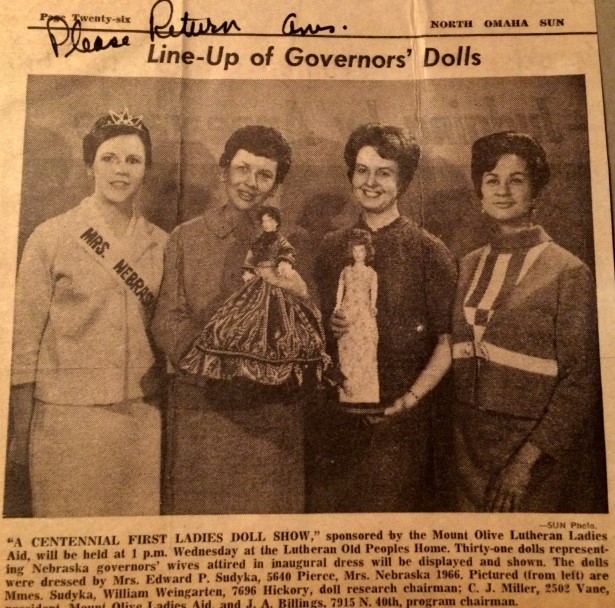 Page Twenty-six
NORTH OMAHA SUN
Please Return
Line-Up of Governors' Dolls
MRS. NEBRASK
—SUN Photo.
"A CENTENNIAL FIRST LADIES DOLL SHOW," sponsored by the Mount Olive Lutheran Ladies
Aid, will be held at 1 p.m. Wednesday at the Lutheran Old Peoples Home. Thirty-one dolls represent-
ing Nebraska governors' wives attired in inaugural dress will be displayed and shown. The dolls
were dressed by Mrs. Edward P. Sudyka, 5640 Pierce, Mrs. Nebraska 1966. Pictured (from left) are
Mmes. Sudyka, William Weingarten, 7696 Hickory, doll research chairman; C. J. Miller, 2502 Vane,
president, Mount Olive Ladies Aid, and J. A. Billings, 7915 N. 40th, program chairman.